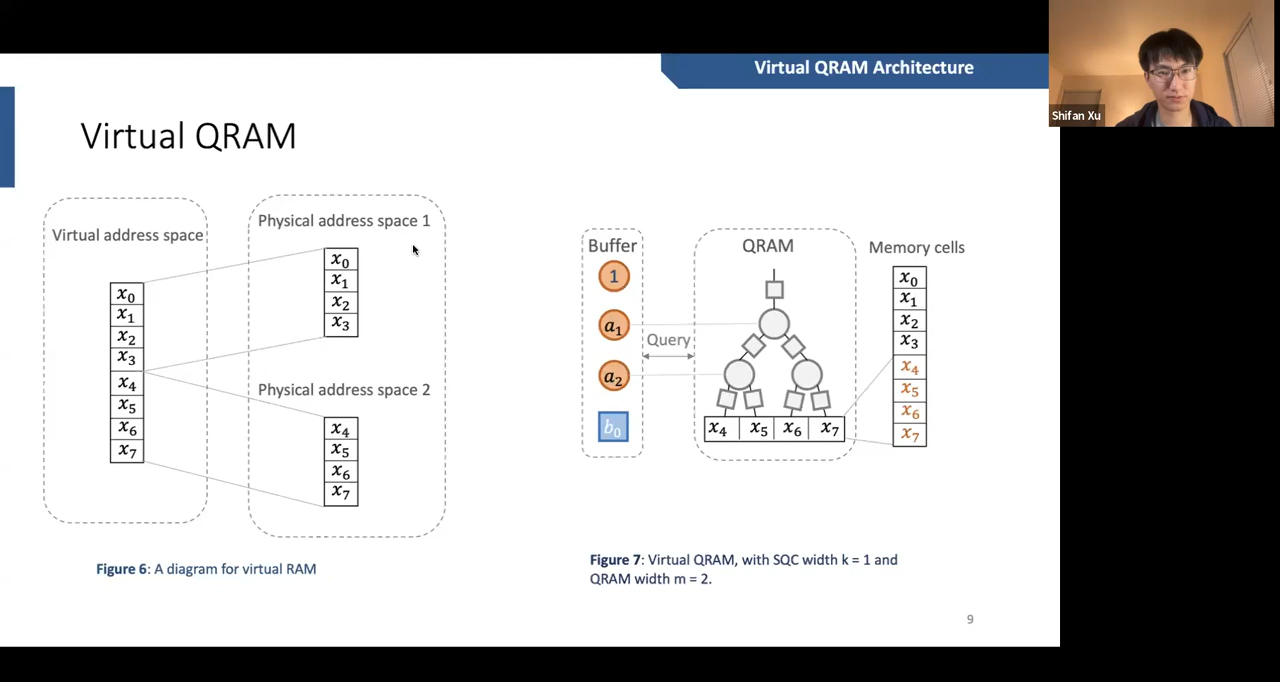 Virtual QRAM Architecture
Shifan Xu
Virtual QRAM
Virtual address space
x0
x1
x2
x3
x4
x5
x6
x7
Physical address space 1
x0
x1
x2
x3
Physical address space 2
x4
x5
x6
x7
Figure 6: A diagram for virtual RAM
Buffer
1
a1
a2
b0
Query
QRAM
x4 x5 x6 x7
Memory cells
x0
x1
x2
x3
x4
x5
x6
x7
Figure 7: Virtual QRAM, with SQC width k = 1 and
QRAM width m = 2.
9